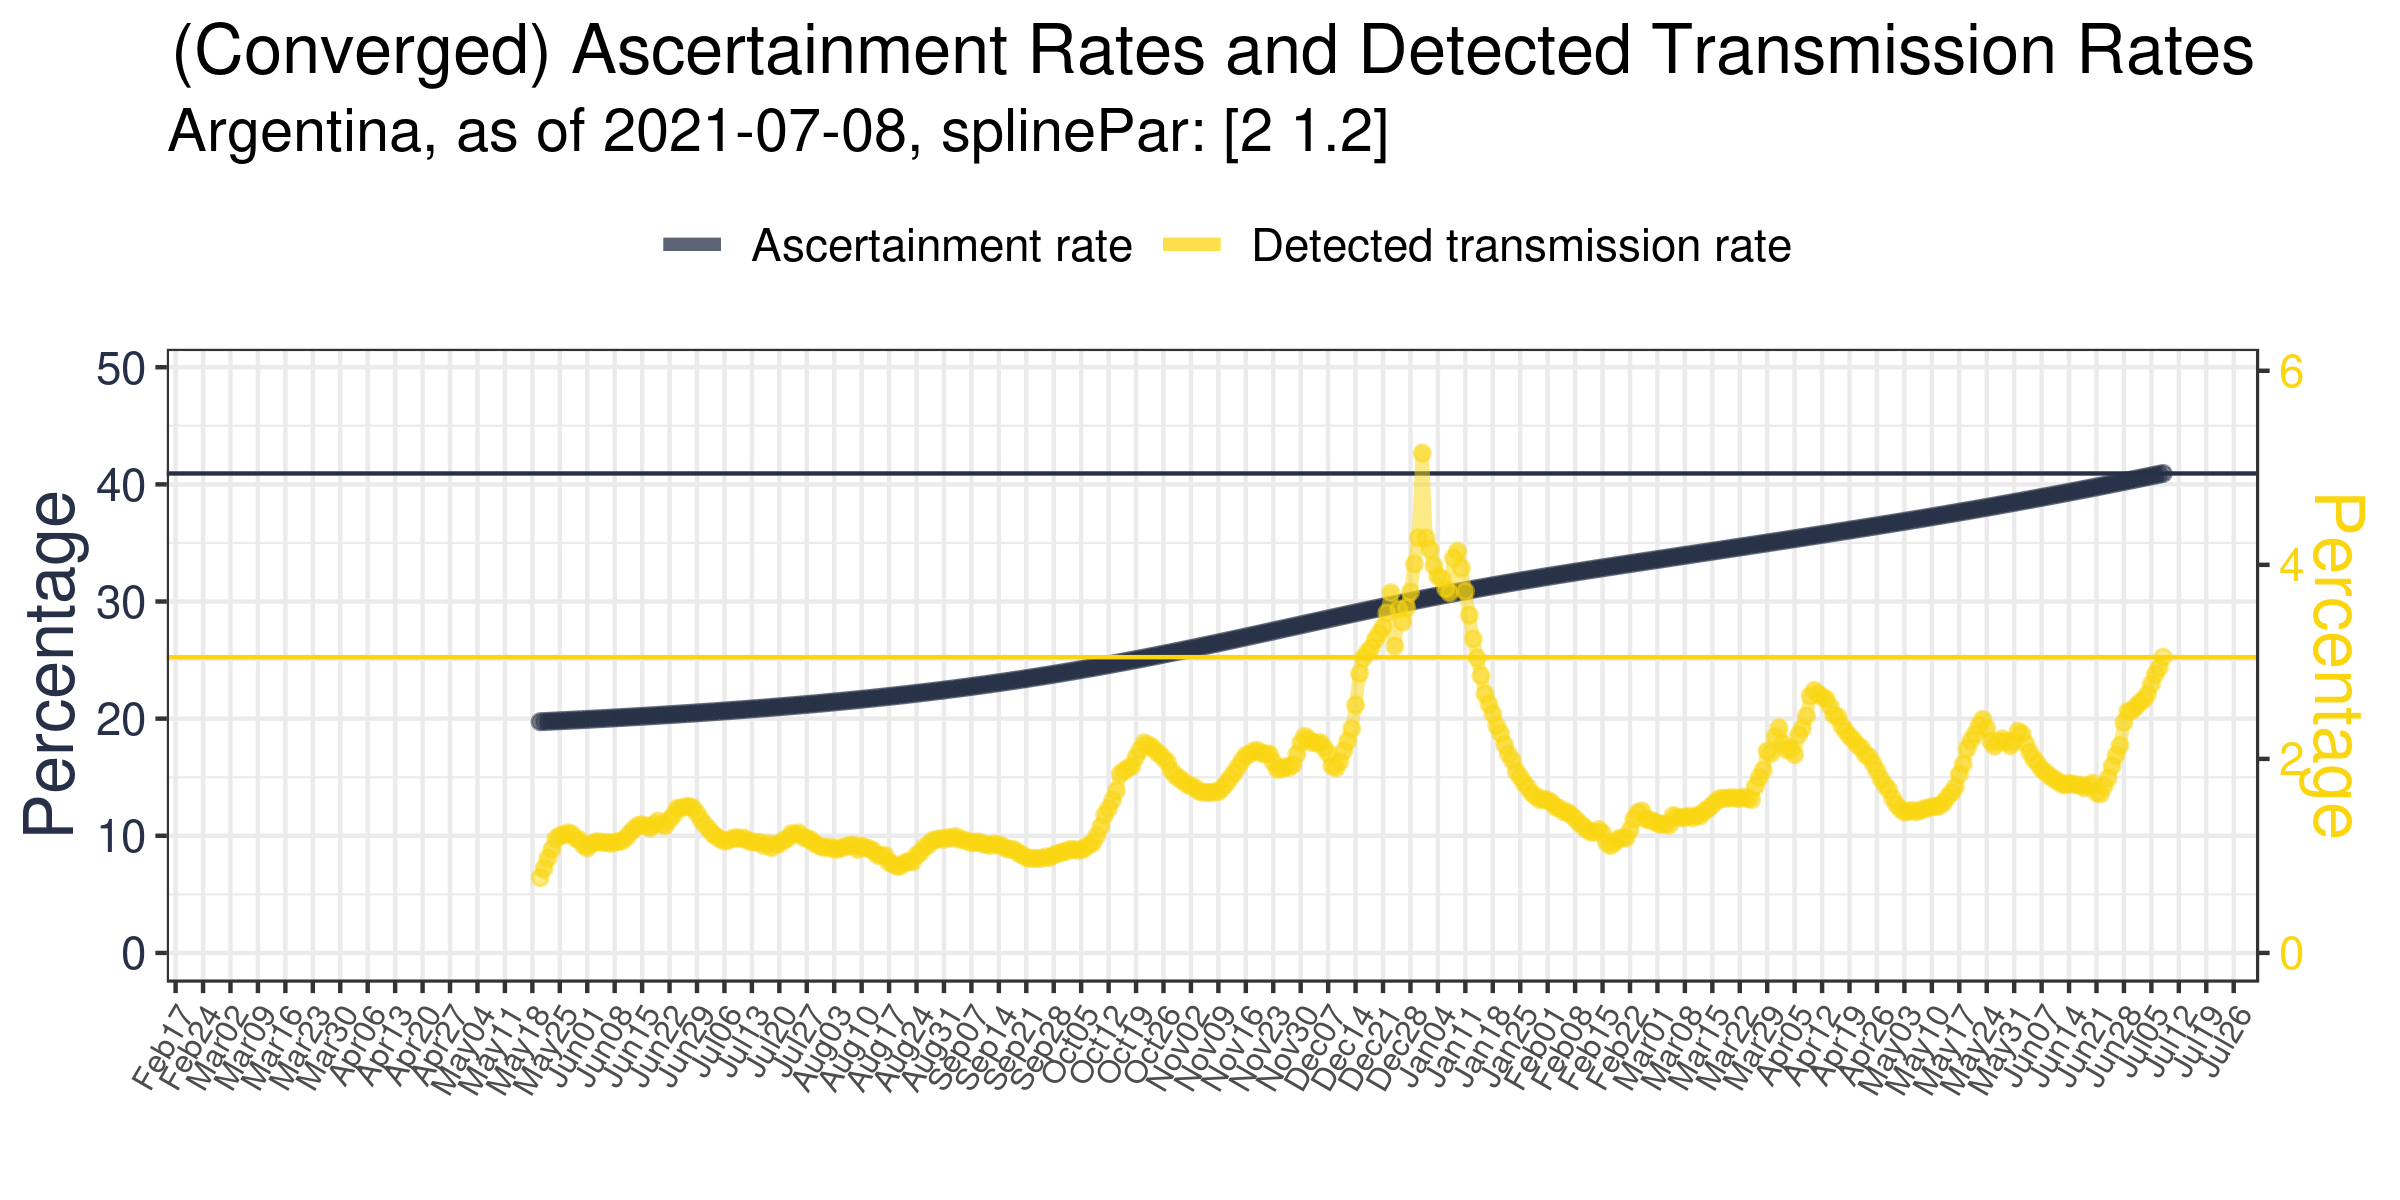 (Converged) Ascertainment Rates and Detected Transmission Rates
Argentina, as of 2021-07-08, splinePar: [2 1.2]
Ascertainment rate Detected transmission rate
Percentage
50
40
30
20
10
0
6
4
2
0
Percentage
Feb17 Feb24 Mar02 Mar09 Mar16 Mar23 Mar30 Apr06 Apr13 Apr20 Apr27 May04 May11 May18 May25 Jun01 Jun08 Jun15 Jun22 Jun29 Jul06 Jul13 Jul20 Jul27 Aug03 Aug10 Aug17 Aug24 Aug31 Sep07 Sep14 Sep21 Sep28 Oct05 Oct12 Oct19 Oct26 Nov02 Nov09 Nov16 Nov23 Nov30 Dec07 Dec14 Dec21 Dec28 Jan04 Jan11 Jan18 Jan25 Feb01 Feb08 Feb15 Feb22 Mar01 Mar08 Mar15 Mar22 Mar29 Apr05 Apr12 Apr19 Apr26 May03 May10 May17 May24 May31 Jun07 Jun14 Jun21 Jun28 Jul05 Jul12 Jul19 Jul26